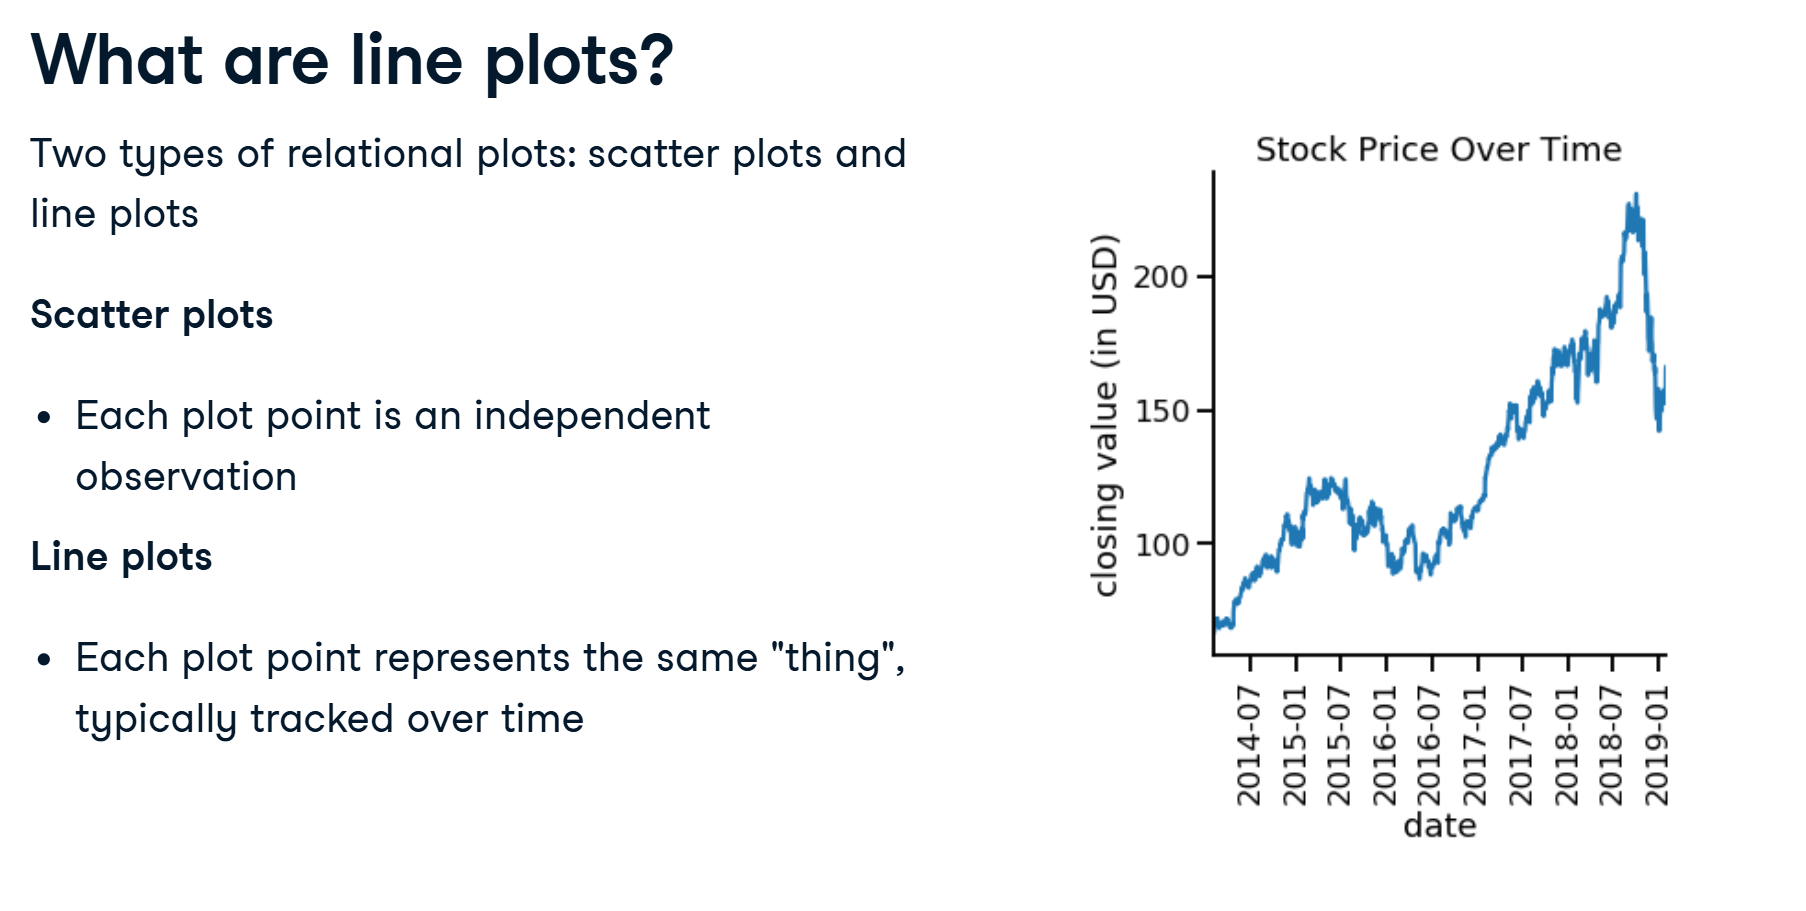 What are line plots?
Two types of relational plots: scatter plots and
line plots
Scatter plots
• Each plot point is an independent
observation
Line plots
• Each plot point represents the same "thing",
typically tracked over time
Stock Price Over Time
closing value (in USD)
200
150
100
2014-07
2015-01
2015-07
2016-01
2016-07
2017-01
2017-07
2018-01
2018-07
2019-01
date